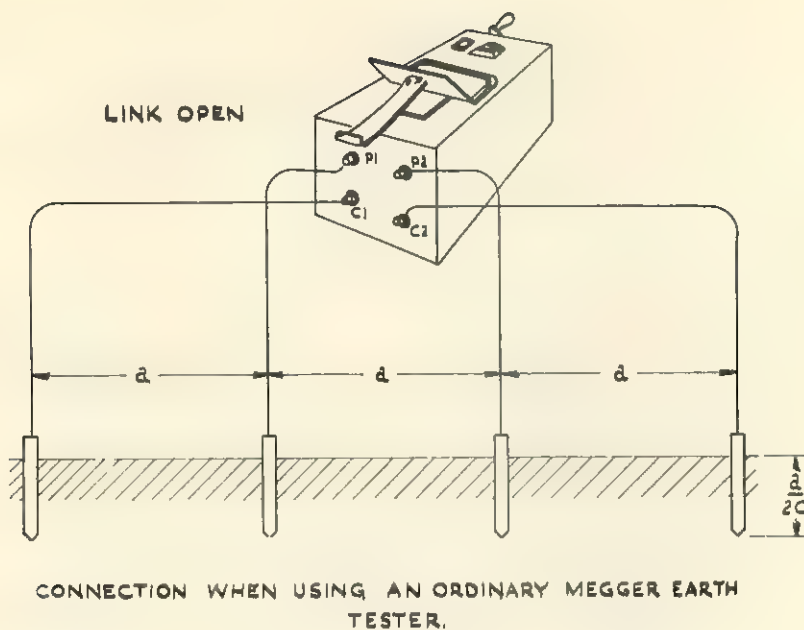 LINK OPEN
P1
P2
C1
C2
a
a
a
a
20
CONNECTION WHEN USING AN ORDINARY MEGGER EARTH
TESTER.